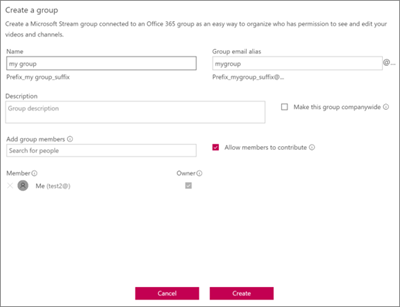 Create a group
Create a Microsoft Stream group connected to an Office 365 group as an easy way to organize who has permission to see and edit your
videos and channels.
Name
Group email alias
my group
mygroup
@...
Prefix_my group_suffix
Prefix_mygroup_suffix@...
Description
Group description
Make this group companywide
Add group members
Search for people
Allow members to contribute
Member
Owner
Me (test2@)
Cancel
Create